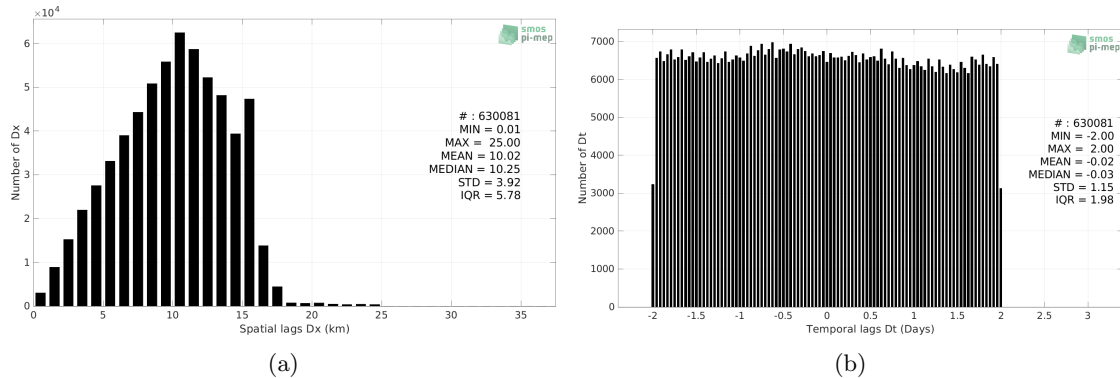 ×10⁴
6
5
4
3
2
1
0
Number of Dx
0 5 10 15 20 25 30 35
Spatial lags Dx (km)
smos
pi-mep
# : 630081
MIN = 0.01
MAX = 25.00
MEAN = 10.02
MEDIAN = 10.25
STD = 3.92
IQR = 5.78
(a)
7000
6000
5000
4000
3000
2000
1000
0
Number of Dt
-2 -1.5 -1 -0.5 0 0.5 1 1.5 2 2.5 3
Temporal lags Dt (Days)
smos
pi-mep
# : 630081
MIN = -2.00
MAX = 2.00
MEAN = -0.02
MEDIAN = -0.03
STD = 1.15
IQR = 1.98
(b)